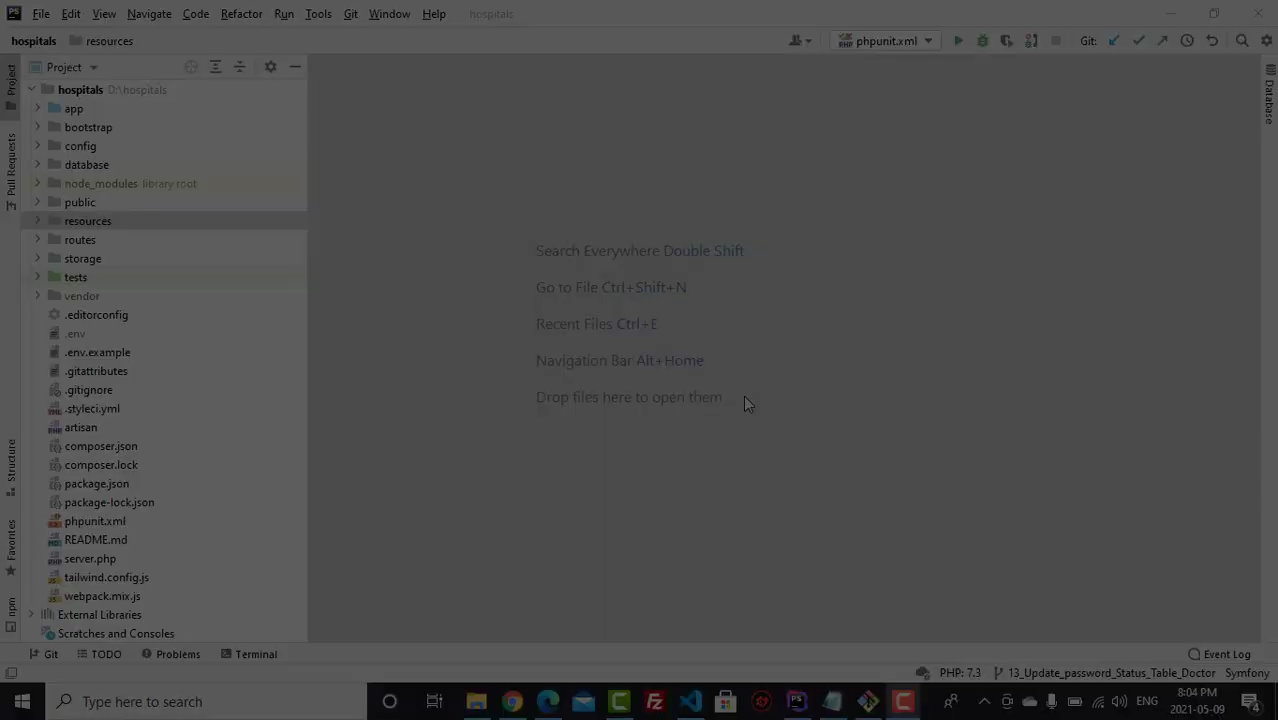 File Edit View Navigate Code Refactor Run Tools Git Window Help hospitals
hospitals resources phpunit.xml Git:
Project
hospitals D:\hospitals
app
bootstrap
config
database
node_modules library root
public
resources
routes
storage
tests
vendor
.editorconfig
.env
.env.example
.gitattributes
.gitignore
.styleci.yml
artisan
composer.json
composer.lock
package.json
package-lock.json
phpunit.xml
README.md
server.php
tailwind.config.js
webpack.mix.js
External Libraries
Scratches and Consoles
Project
Pull Requests
Structure
Favorites
npm
Search Everywhere Double Shift
Go to File Ctrl+Shift+N
Recent Files Ctrl+E
Navigation Bar Alt+Home
Drop files here to open them
Database
Git TODO Problems Terminal Event Log
PHP: 7.3 13_Update_password_Status_Table_Doctor Symfony
Type here to search
ENG
8:04 PM
2021-05-09
4